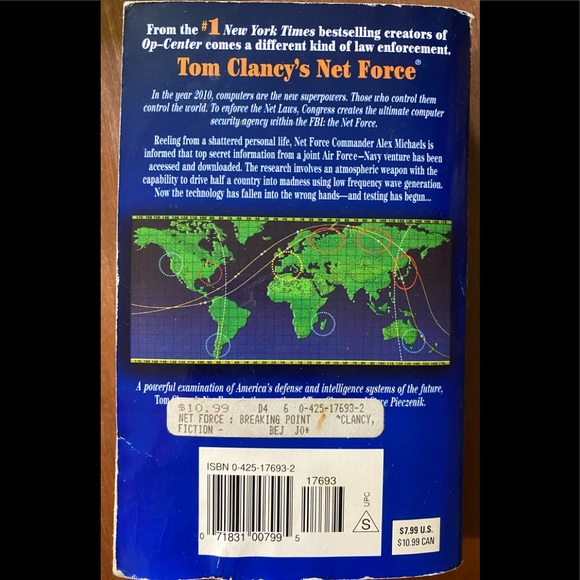 From the #1 New York Times bestselling creators of
Op-Center comes a different kind of law enforcement.
Tom Clancy's Net Force®
In the year 2010, computers are the new superpowers. Those who control them
control the world. To enforce the Net Laws, Congress creates the ultimate computer
security agency within the FBI: the Net Force.
Reeling from a shattered personal life, Net Force Commander Alex Michaels is
informed that top secret information from a joint Air Force–Navy venture has been
accessed and downloaded. The research involves an atmospheric weapon with the
capability to drive half a country into madness using low frequency wave generation.
Now the technology has fallen into the wrong hands—and testing has begun...
A powerful examination of America's defense and intelligence systems of the future,
Tom Pieczenik.
$10.99 D4 6 0-425-17693-2
NET FORCE : BREAKING POINT *CLANCY,
FICTION - BEJ JO*
ISBN 0-425-17693-2
17693
0 71831 00799 5
UPC
S
$7.99 U.S.
$10.99 CAN